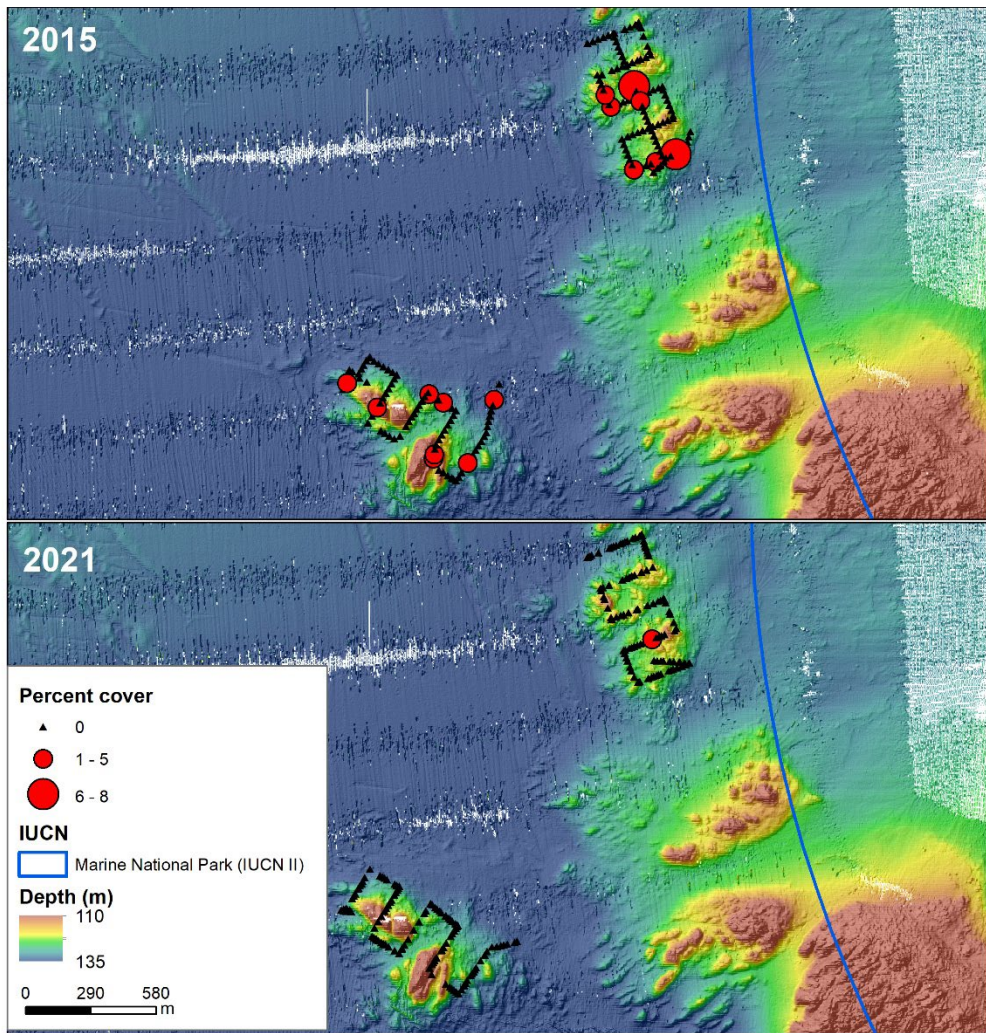 2015
2021
Percent cover
0
1 - 5
6 - 8
IUCN
Marine National Park (IUCN II)
Depth (m)
110
135
0 290 580
m